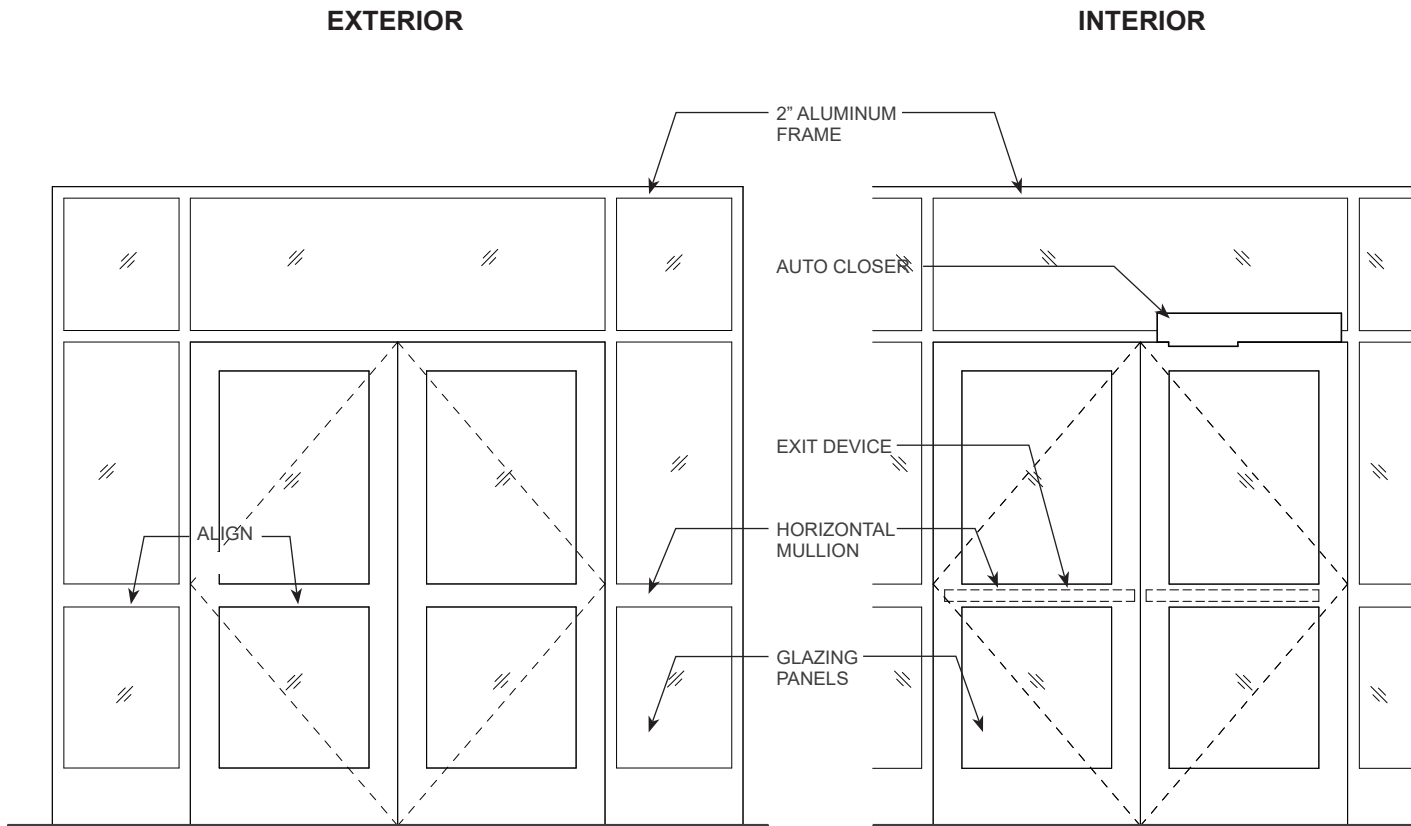 EXTERIOR
INTERIOR
2” ALUMINUM
FRAME
AUTO CLOSER
EXIT DEVICE
ALIGN
HORIZONTAL
MULLION
GLAZING
PANELS